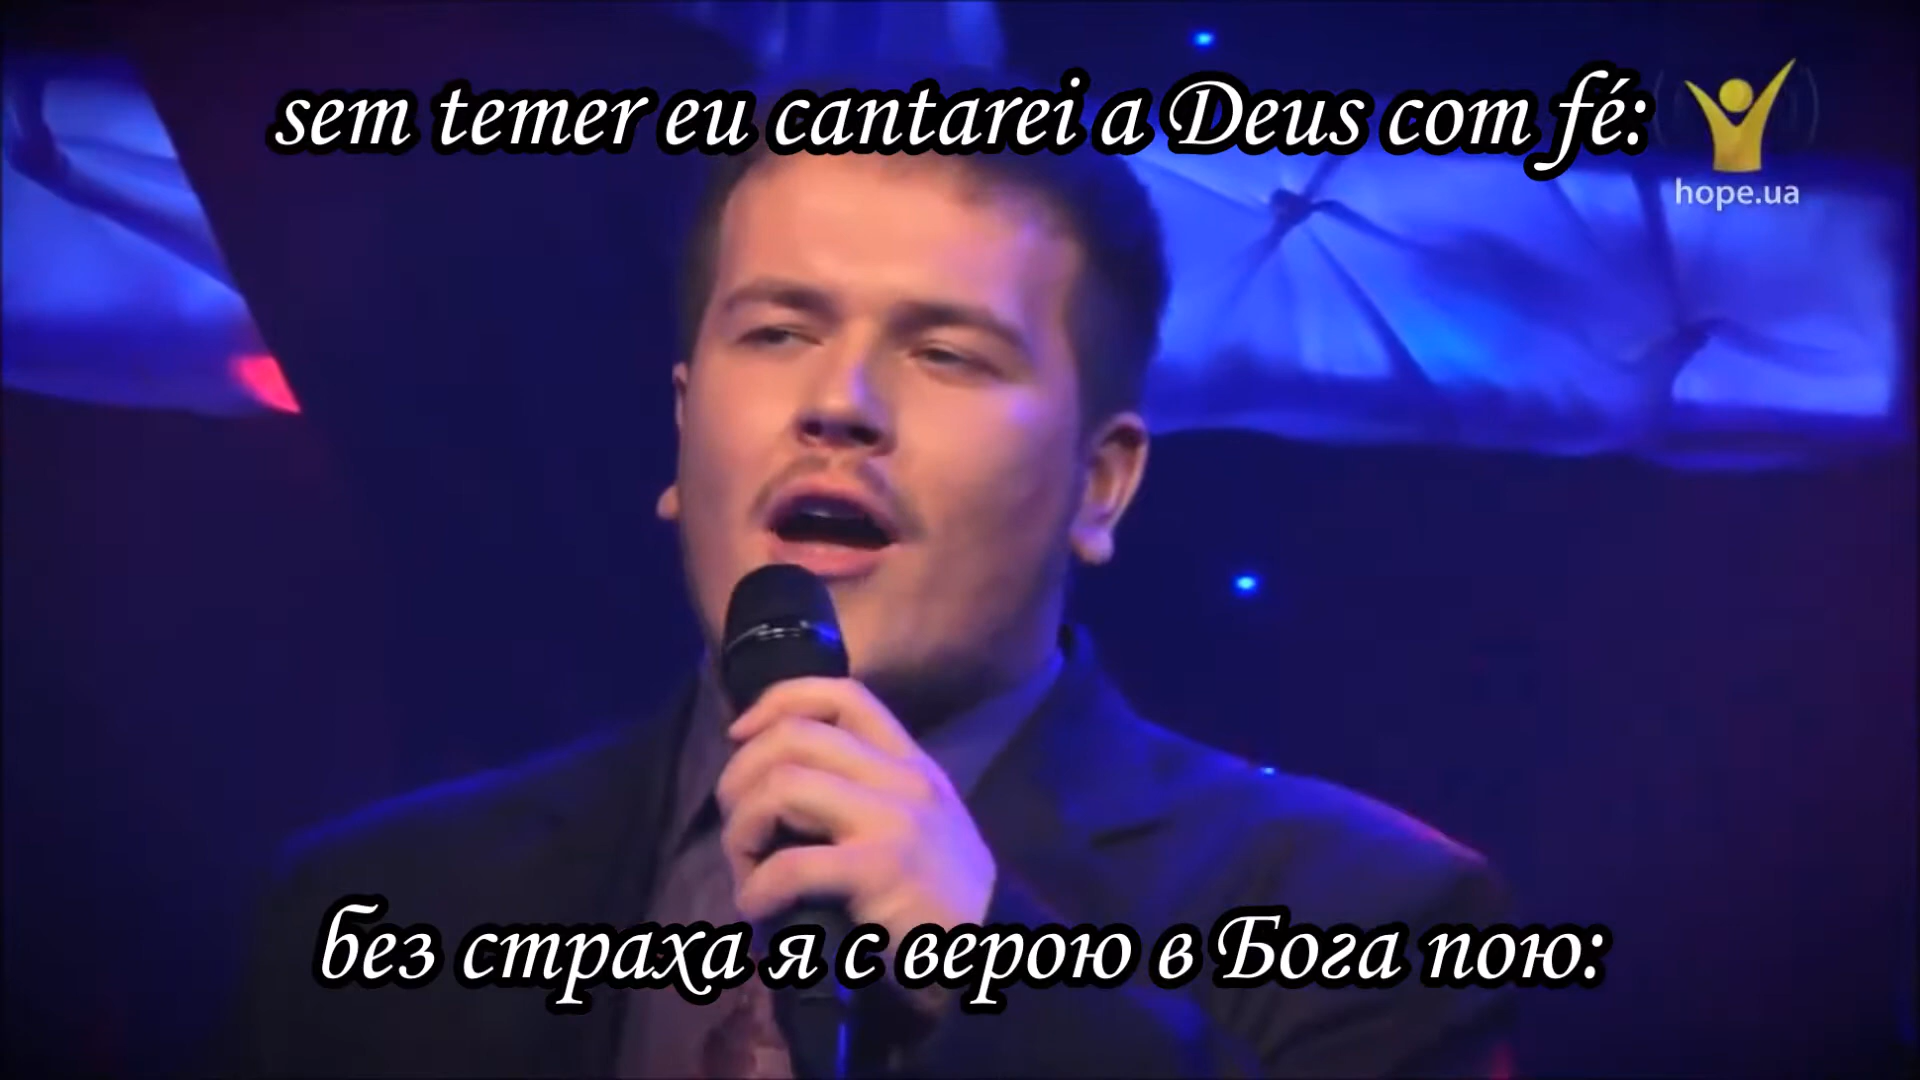 sem temer eu cantarei a Deus com fé:
hope.ua
без страха я с верою в Бога пою: